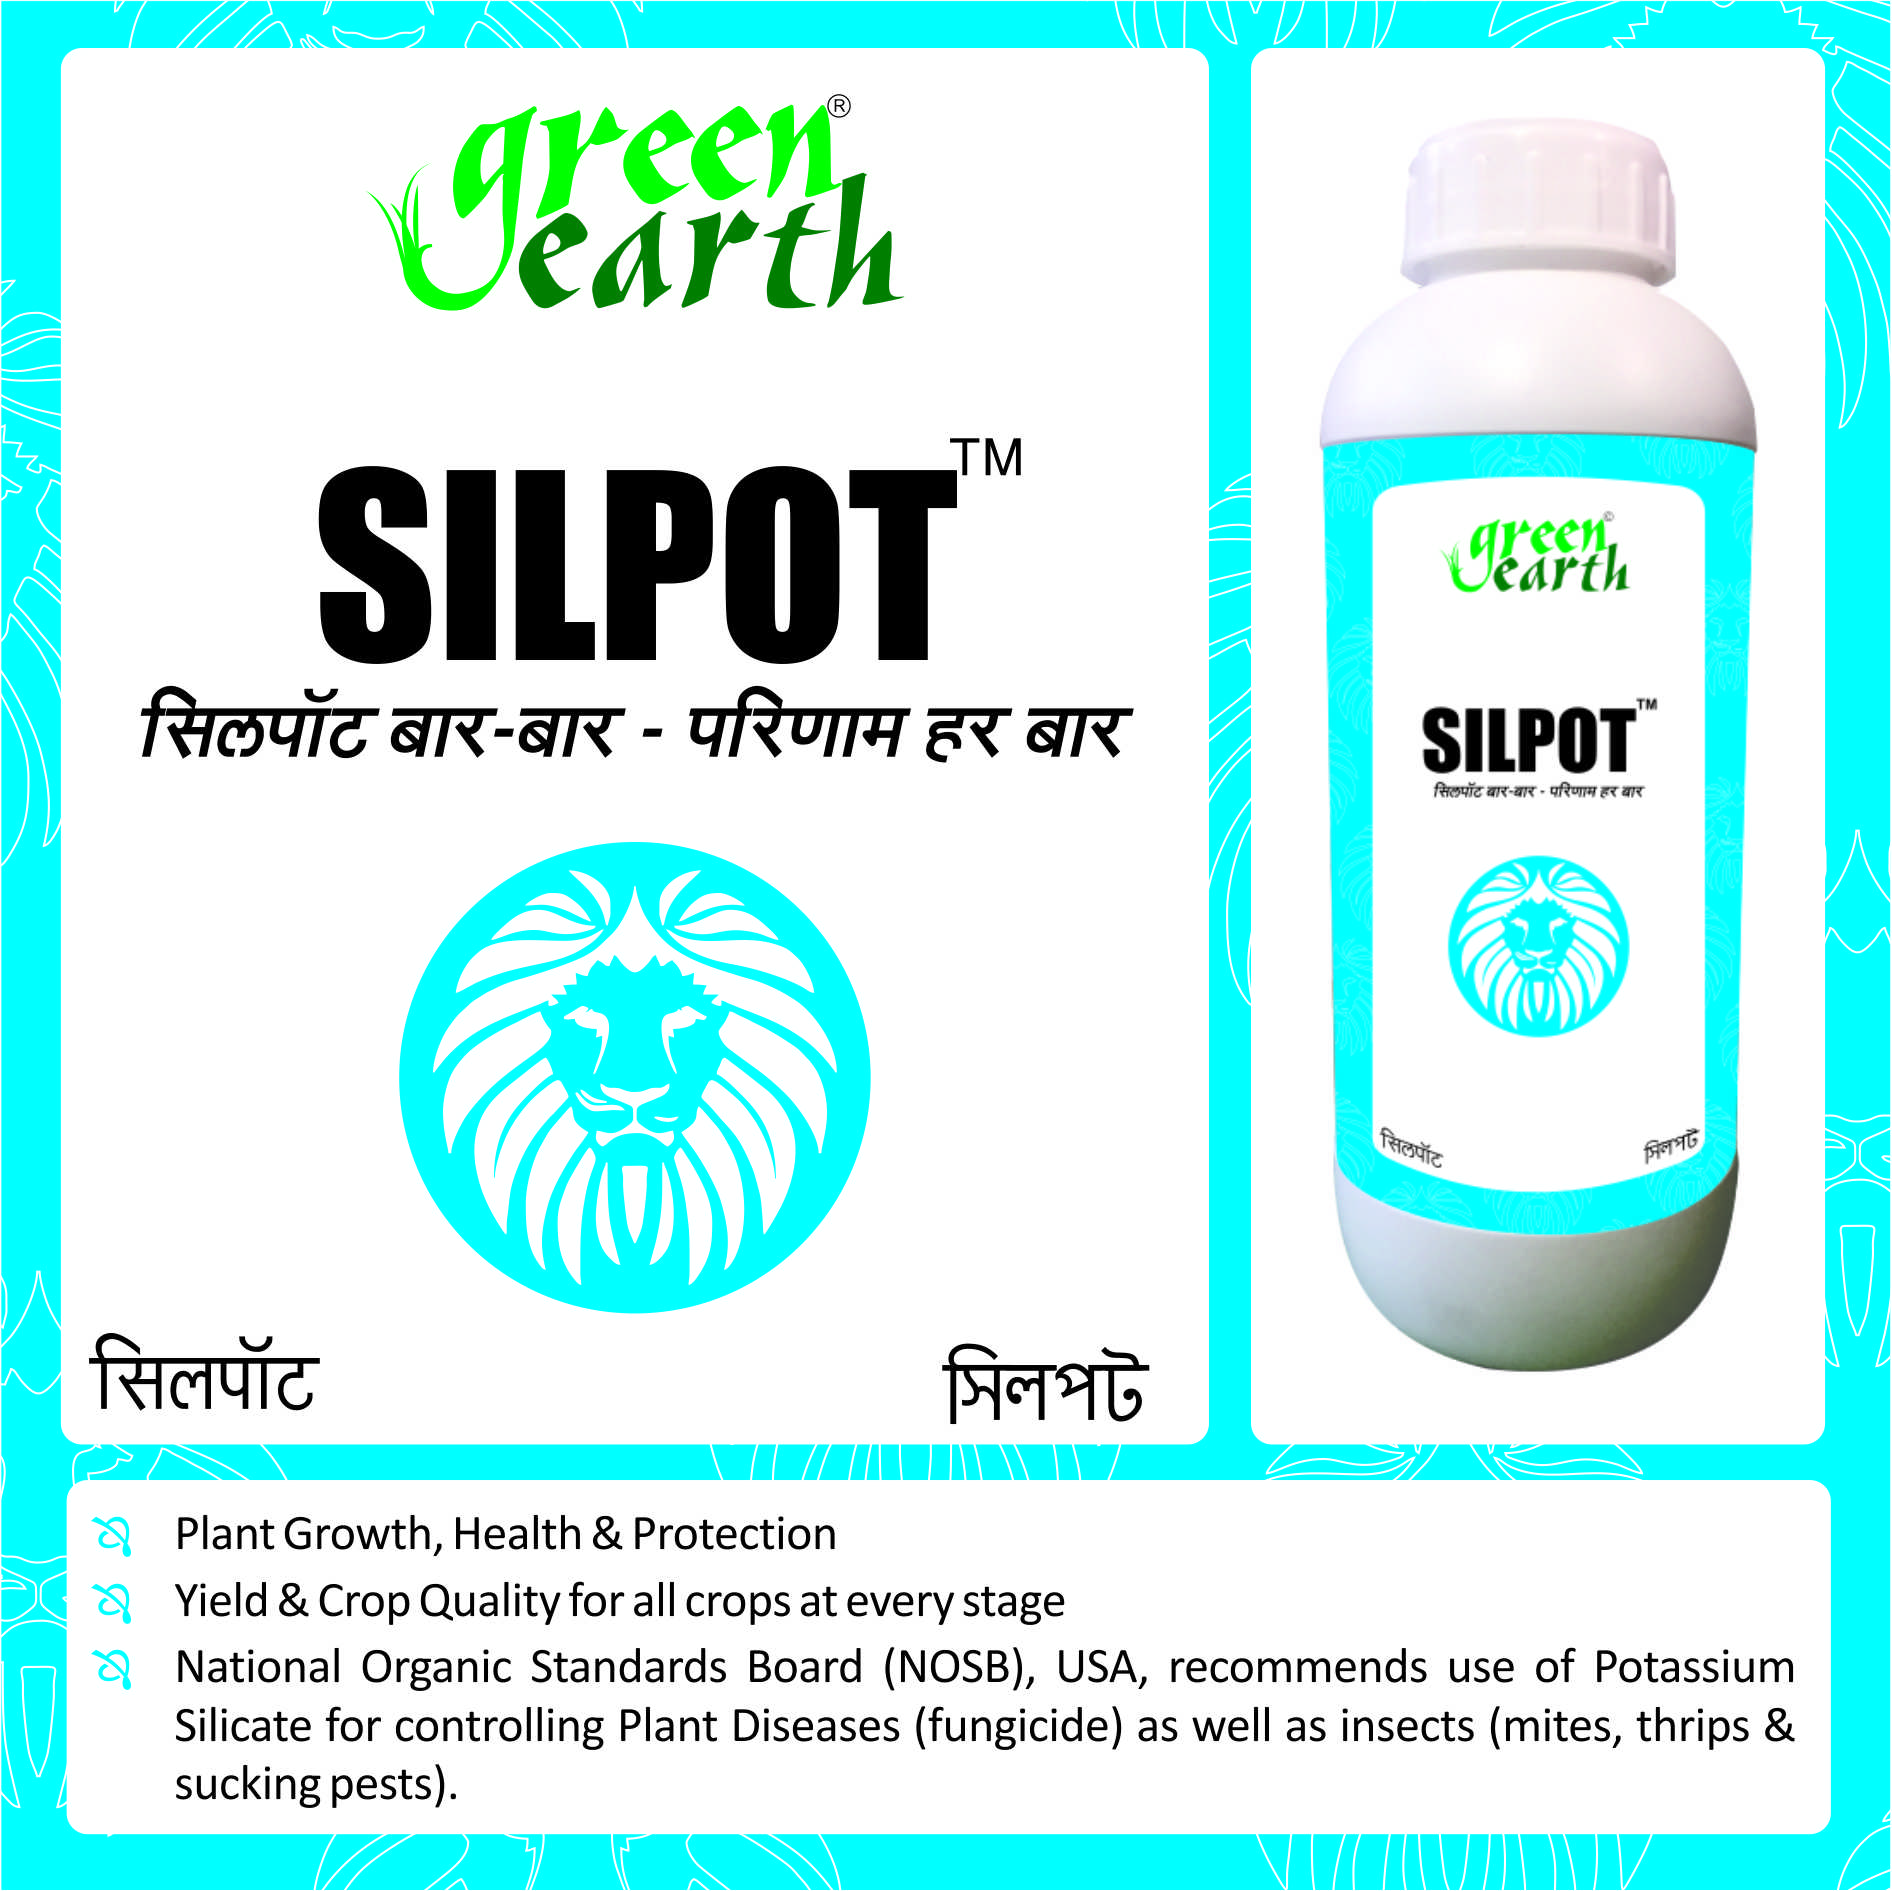 green®
earth
SILPOT™
सिलपॉट बार-बार - परिणाम हर बार
सिलपॉट
সিলপট
green©
earth
SILPOT™
सिलपॉट बार-बार - परिणाम हर बार
सिलपॉट
সিলপট
Plant Growth, Health & Protection
Yield & Crop Quality for all crops at every stage
National Organic Standards Board (NOSB), USA, recommends use of Potassium
Silicate for controlling Plant Diseases (fungicide) as well as insects (mites, thrips &
sucking pests).